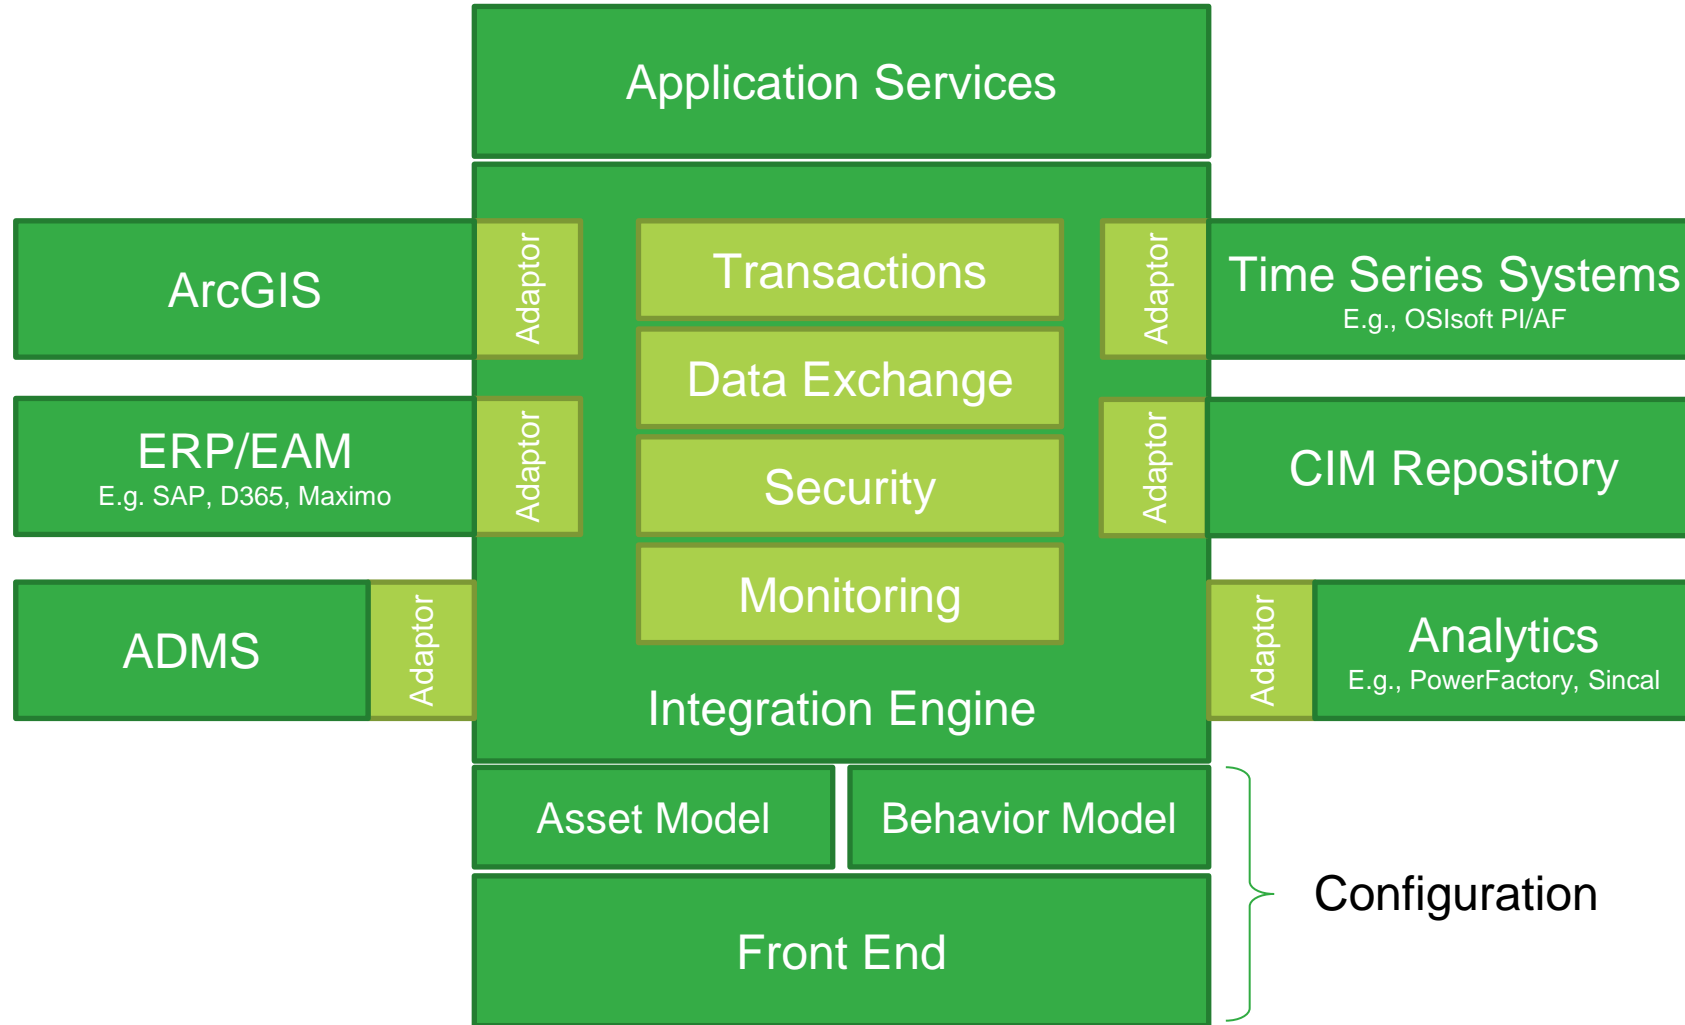 Application Services
ArcGIS
Adaptor
Transactions
Adaptor
Time Series Systems
E.g., OSIsoft PI/AF
Data Exchange
ERP/EAM
E.g. SAP, D365, Maximo
Adaptor
Security
Adaptor
CIM Repository
Monitoring
ADMS
Adaptor
Integration Engine
Adaptor
Analytics
E.g., PowerFactory, Sincal
Asset Model
Behavior Model
Configuration
Front End